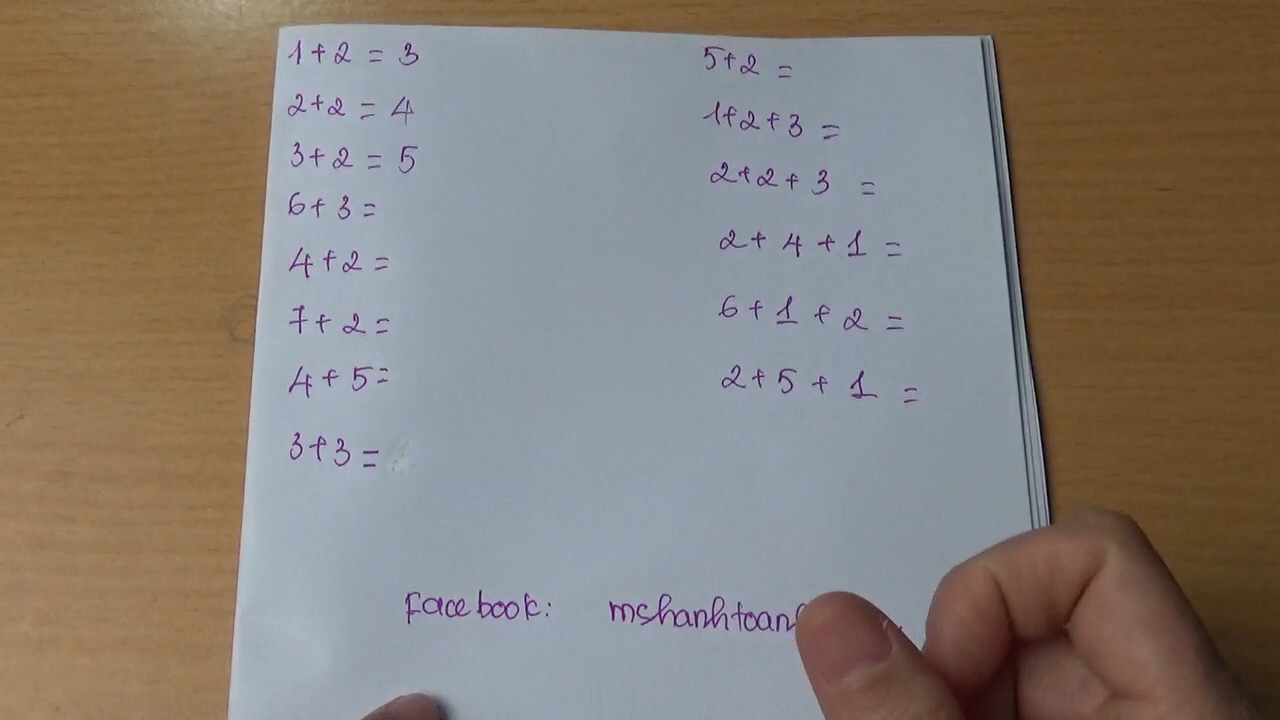 1+2 = 3
2+2 = 4
3+2 = 5
6+3 =
4+2 =
7+2 =
4+5=
3+3 =
5+2 =
1+2+3 =
2+2+3 =
2+4+1 =
6+1+2 =
2+5+1 =
Facebook: